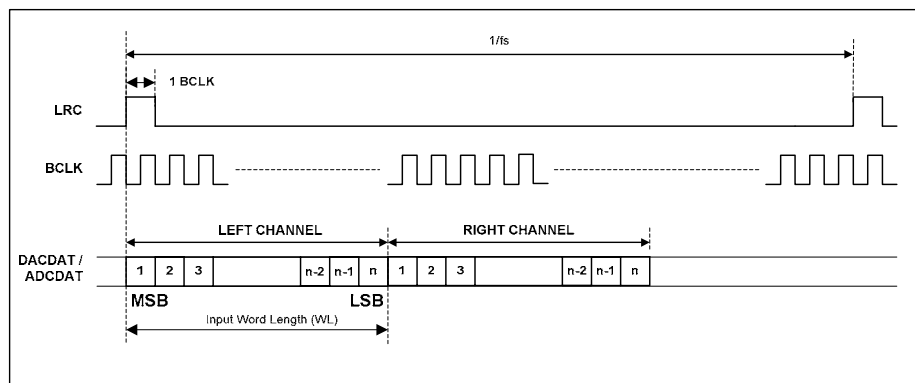 1/fs
1 BCLK
LRC
BCLK
LEFT CHANNEL RIGHT CHANNEL
DACDAT /
ADCDAT
1 2 3 n-2 n-1 n 1 2 3 n-2 n-1 n
MSB LSB
Input Word Length (WL)